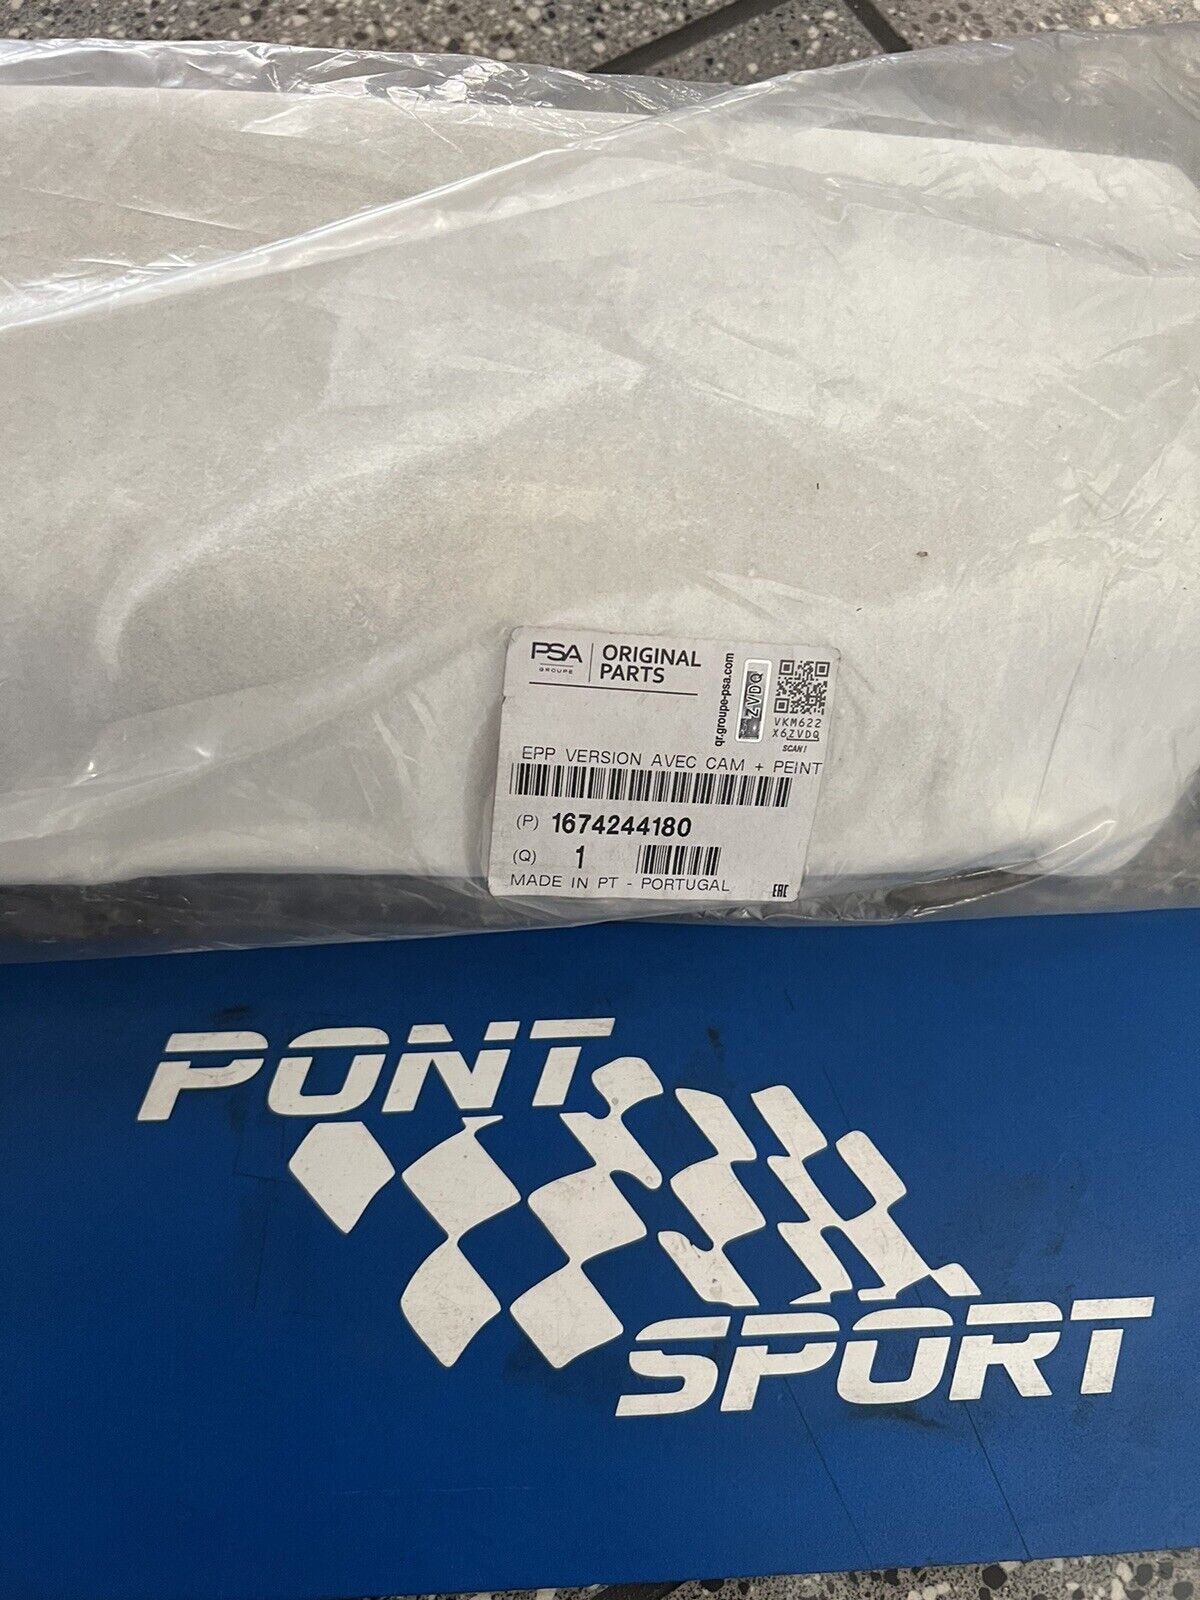 PSA
GROUPE
ORIGINAL
PARTS
qr.groupe-psa.com
ZVDQ
VKM622
X6ZVDQ
SCAN!
EPP VERSION AVEC CAM + PEINT
(P) 1674244180
(Q) 1
MADE IN PT - PORTUGAL
EAC
PONT
SPORT